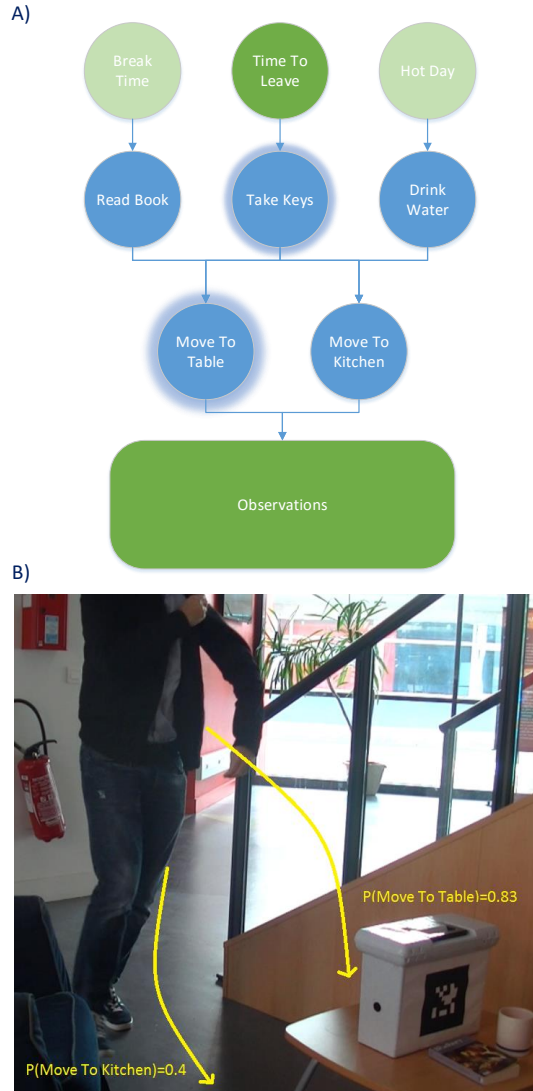 A)
Break
Time
Time To
Leave
Hot Day
Read Book
Take Keys
Drink
Water
Move To
Table
Move To
Kitchen
Observations
B)
P(Move To Table)=0.83
P(Move To Kitchen)=0.4